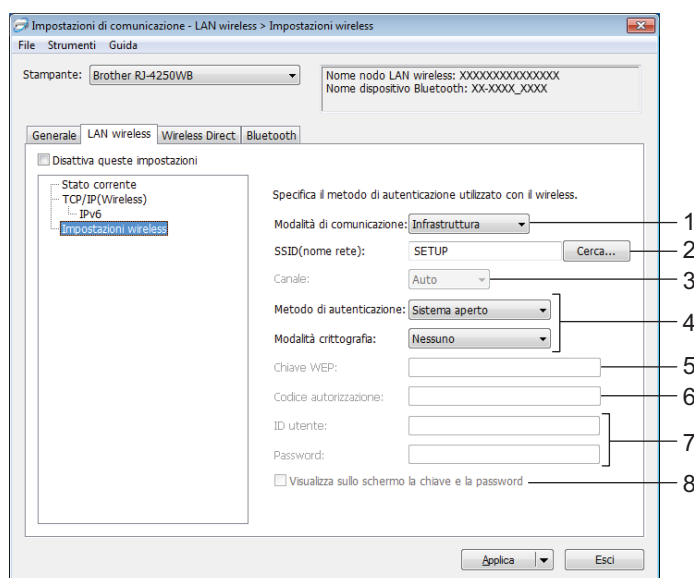 Impostazioni di comunicazione - LAN wireless > Impostazioni wireless
File Strumenti Guida
Stampante: Brother RJ-4250WB
Nome nodo LAN wireless: XXXXXXXXXXXXXXX
Nome dispositivo Bluetooth: XX-XXXX_XXXX
Generale LAN wireless Wireless Direct Bluetooth
Disattiva queste impostazioni
Stato corrente
TCP/IP(Wireless)
IPv6
Impostazioni wireless
Specifica il metodo di autenticazione utilizzato con il wireless.
Modalità di comunicazione: Infrastruttura 1
SSID(nome rete): SETUP Cerca... 2
Canale: Auto 3
Metodo di autenticazione: Sistema aperto
4
Modalità crittografia: Nessuno
Chiave WEP: 5
Codice autorizzazione: 6
ID utente:
7
Password:
Visualizza sullo schermo la chiave e la password 8
Applica Esci